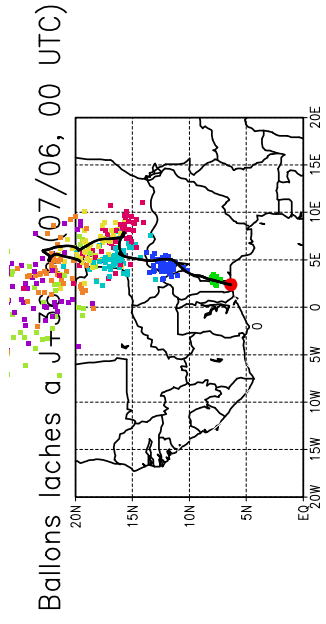 Ballons laches a J+36 (07/06, 00 UTC)
20E
15E
10E
5E
0
5W
10W
15W
20W
20N
15N
10N
5N
EQ
0